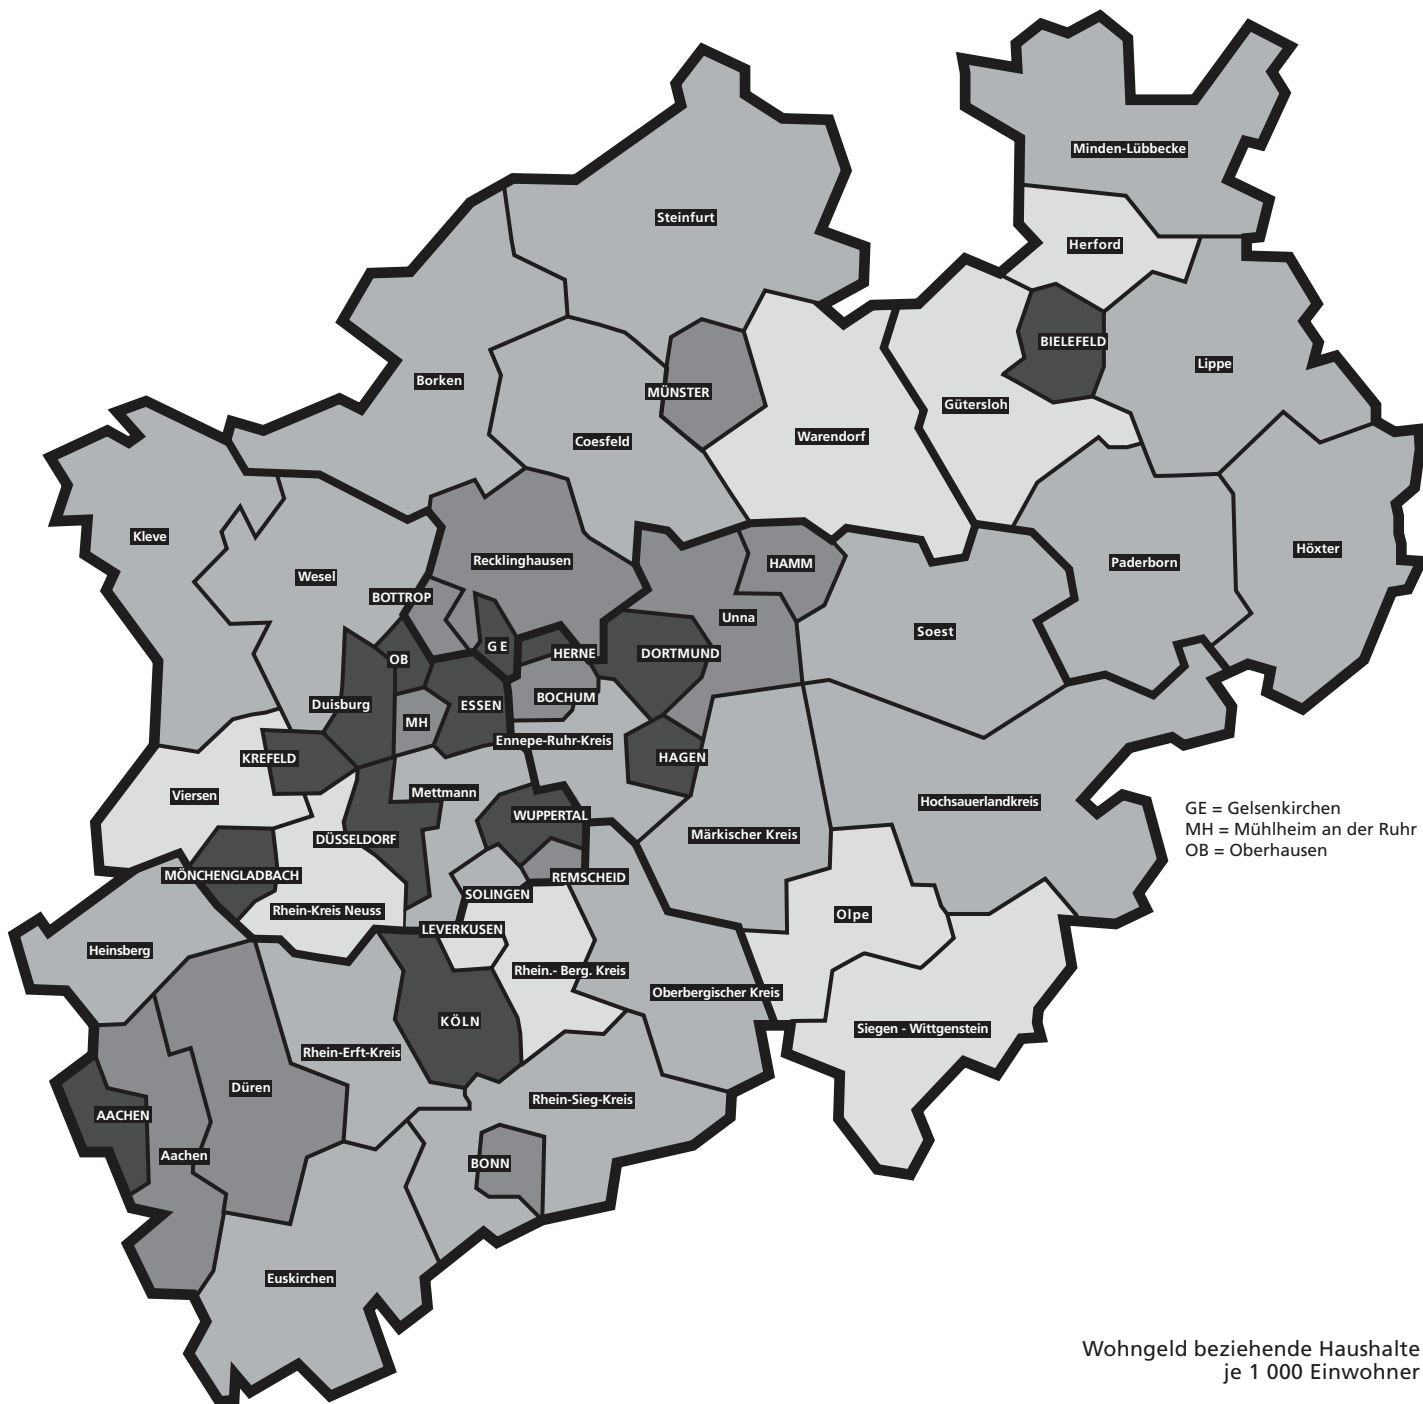 Minden-Lübbecke
Steinfurt
Herford
BIELEFELD
Lippe
Borken
MÜNSTER
Gütersloh
Warendorf
Coesfeld
Kleve
Höxter
Recklinghausen
Paderborn
HAMM
Wesel
BOTTROP
Unna
Soest
G E
HERNE
DORTMUND
OB
BOCHUM
Duisburg
ESSEN
MH
Ennepe-Ruhr-Kreis
KREFELD
HAGEN
Mettmann
Viersen
Hochsauerlandkreis
GE = Gelsenkirchen
MH = Mühlheim an der Ruhr
OB = Oberhausen
WUPPERTAL
Märkischer Kreis
DÜSSELDORF
MÖNCHENGLADBACH
REMSCHEID
SOLINGEN
Rhein-Kreis Neuss
Olpe
LEVERKUSEN
Heinsberg
Rhein.- Berg. Kreis
Oberbergischer Kreis
KÖLN
Siegen - Wittgenstein
Rhein-Erft-Kreis
Düren
Rhein-Sieg-Kreis
AACHEN
Aachen
BONN
Euskirchen
Wohngeld beziehende Haushalte
je 1 000 Einwohner